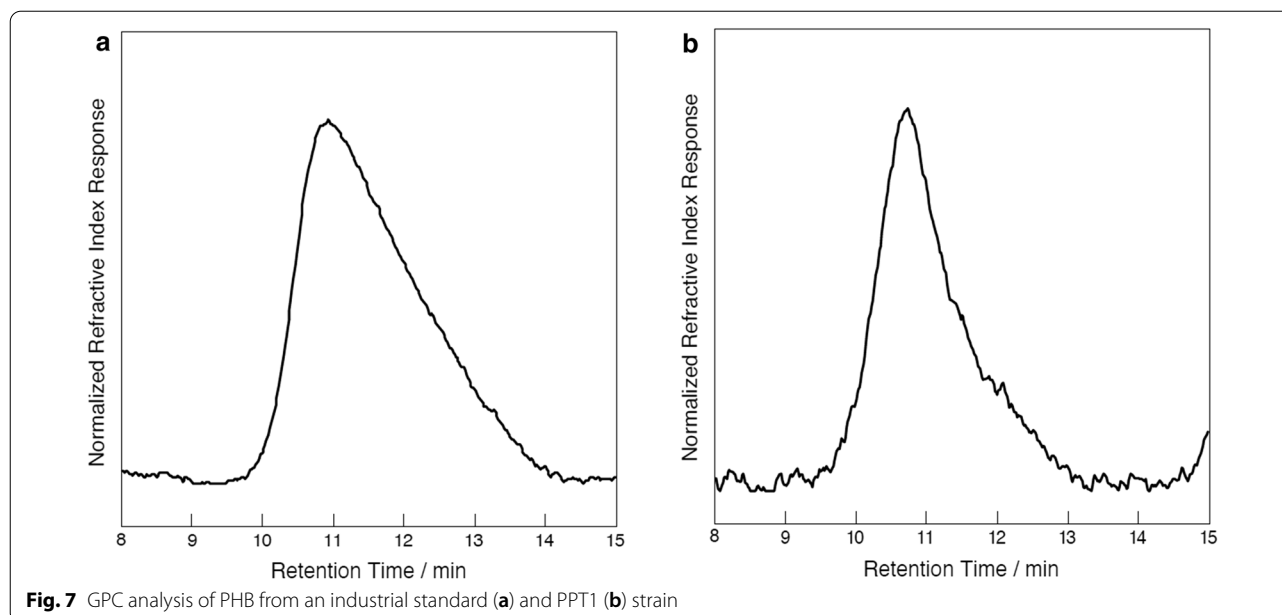 a
Normalized Refractive Index Response
8 9 10 11 12 13 14 15
Retention Time / min
b
Normalized Refractive Index Response
8 9 10 11 12 13 14 15
Retention Time / min
Fig. 7 GPC analysis of PHB from an industrial standard (a) and PPT1 (b) strain